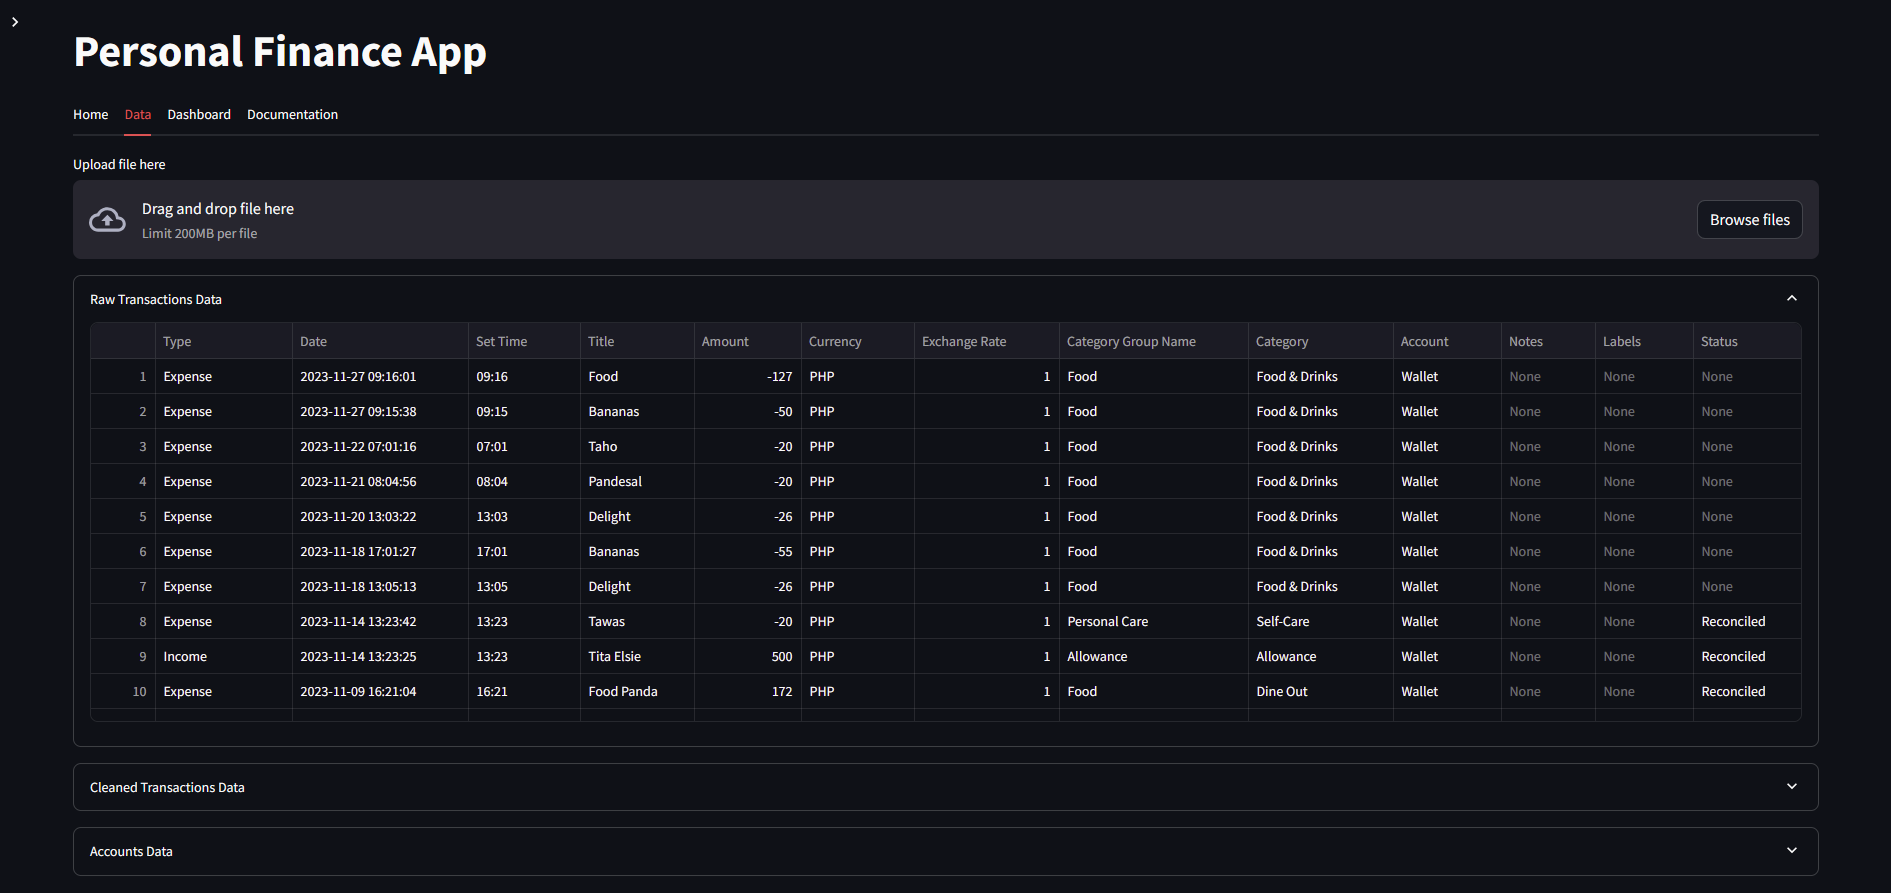 Personal Finance App
Home Data Dashboard Documentation
Upload file here
Drag and drop file here
Limit 200MB per file
Browse files
Raw Transactions Data
Type Date Set Time Title Amount Currency Exchange Rate Category Group Name Category Account Notes Labels Status
1 Expense 2023-11-27 09:16:01 09:16 Food -127 PHP 1 Food Food & Drinks Wallet None None None
2 Expense 2023-11-27 09:15:38 09:15 Bananas -50 PHP 1 Food Food & Drinks Wallet None None None
3 Expense 2023-11-22 07:01:16 07:01 Taho -20 PHP 1 Food Food & Drinks Wallet None None None
4 Expense 2023-11-21 08:04:56 08:04 Pandesal -20 PHP 1 Food Food & Drinks Wallet None None None
5 Expense 2023-11-20 13:03:22 13:03 Delight -26 PHP 1 Food Food & Drinks Wallet None None None
6 Expense 2023-11-18 17:01:27 17:01 Bananas -55 PHP 1 Food Food & Drinks Wallet None None None
7 Expense 2023-11-18 13:05:13 13:05 Delight -26 PHP 1 Food Food & Drinks Wallet None None None
8 Expense 2023-11-14 13:23:42 13:23 Tawas -20 PHP 1 Personal Care Self-Care Wallet None None Reconciled
9 Income 2023-11-14 13:23:25 13:23 Tita Elsie 500 PHP 1 Allowance Allowance Wallet None None Reconciled
10 Expense 2023-11-09 16:21:04 16:21 Food Panda 172 PHP 1 Food Dine Out Wallet None None Reconciled
Cleaned Transactions Data
Accounts Data